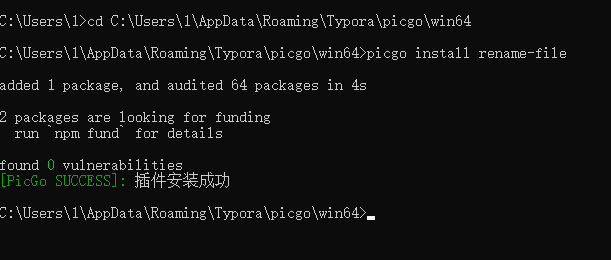 C:\Users\1>cd C:\Users\1\AppData\Roaming\Typora\picgo\win64
C:\Users\1\AppData\Roaming\Typora\picgo\win64>picgo install rename-file
added 1 package, and audited 64 packages in 4s
2 packages are looking for funding
run `npm fund` for details
found 0 vulnerabilities
[PicGo SUCCESS]: 插件安装成功
C:\Users\1\AppData\Roaming\Typora\picgo\win64>